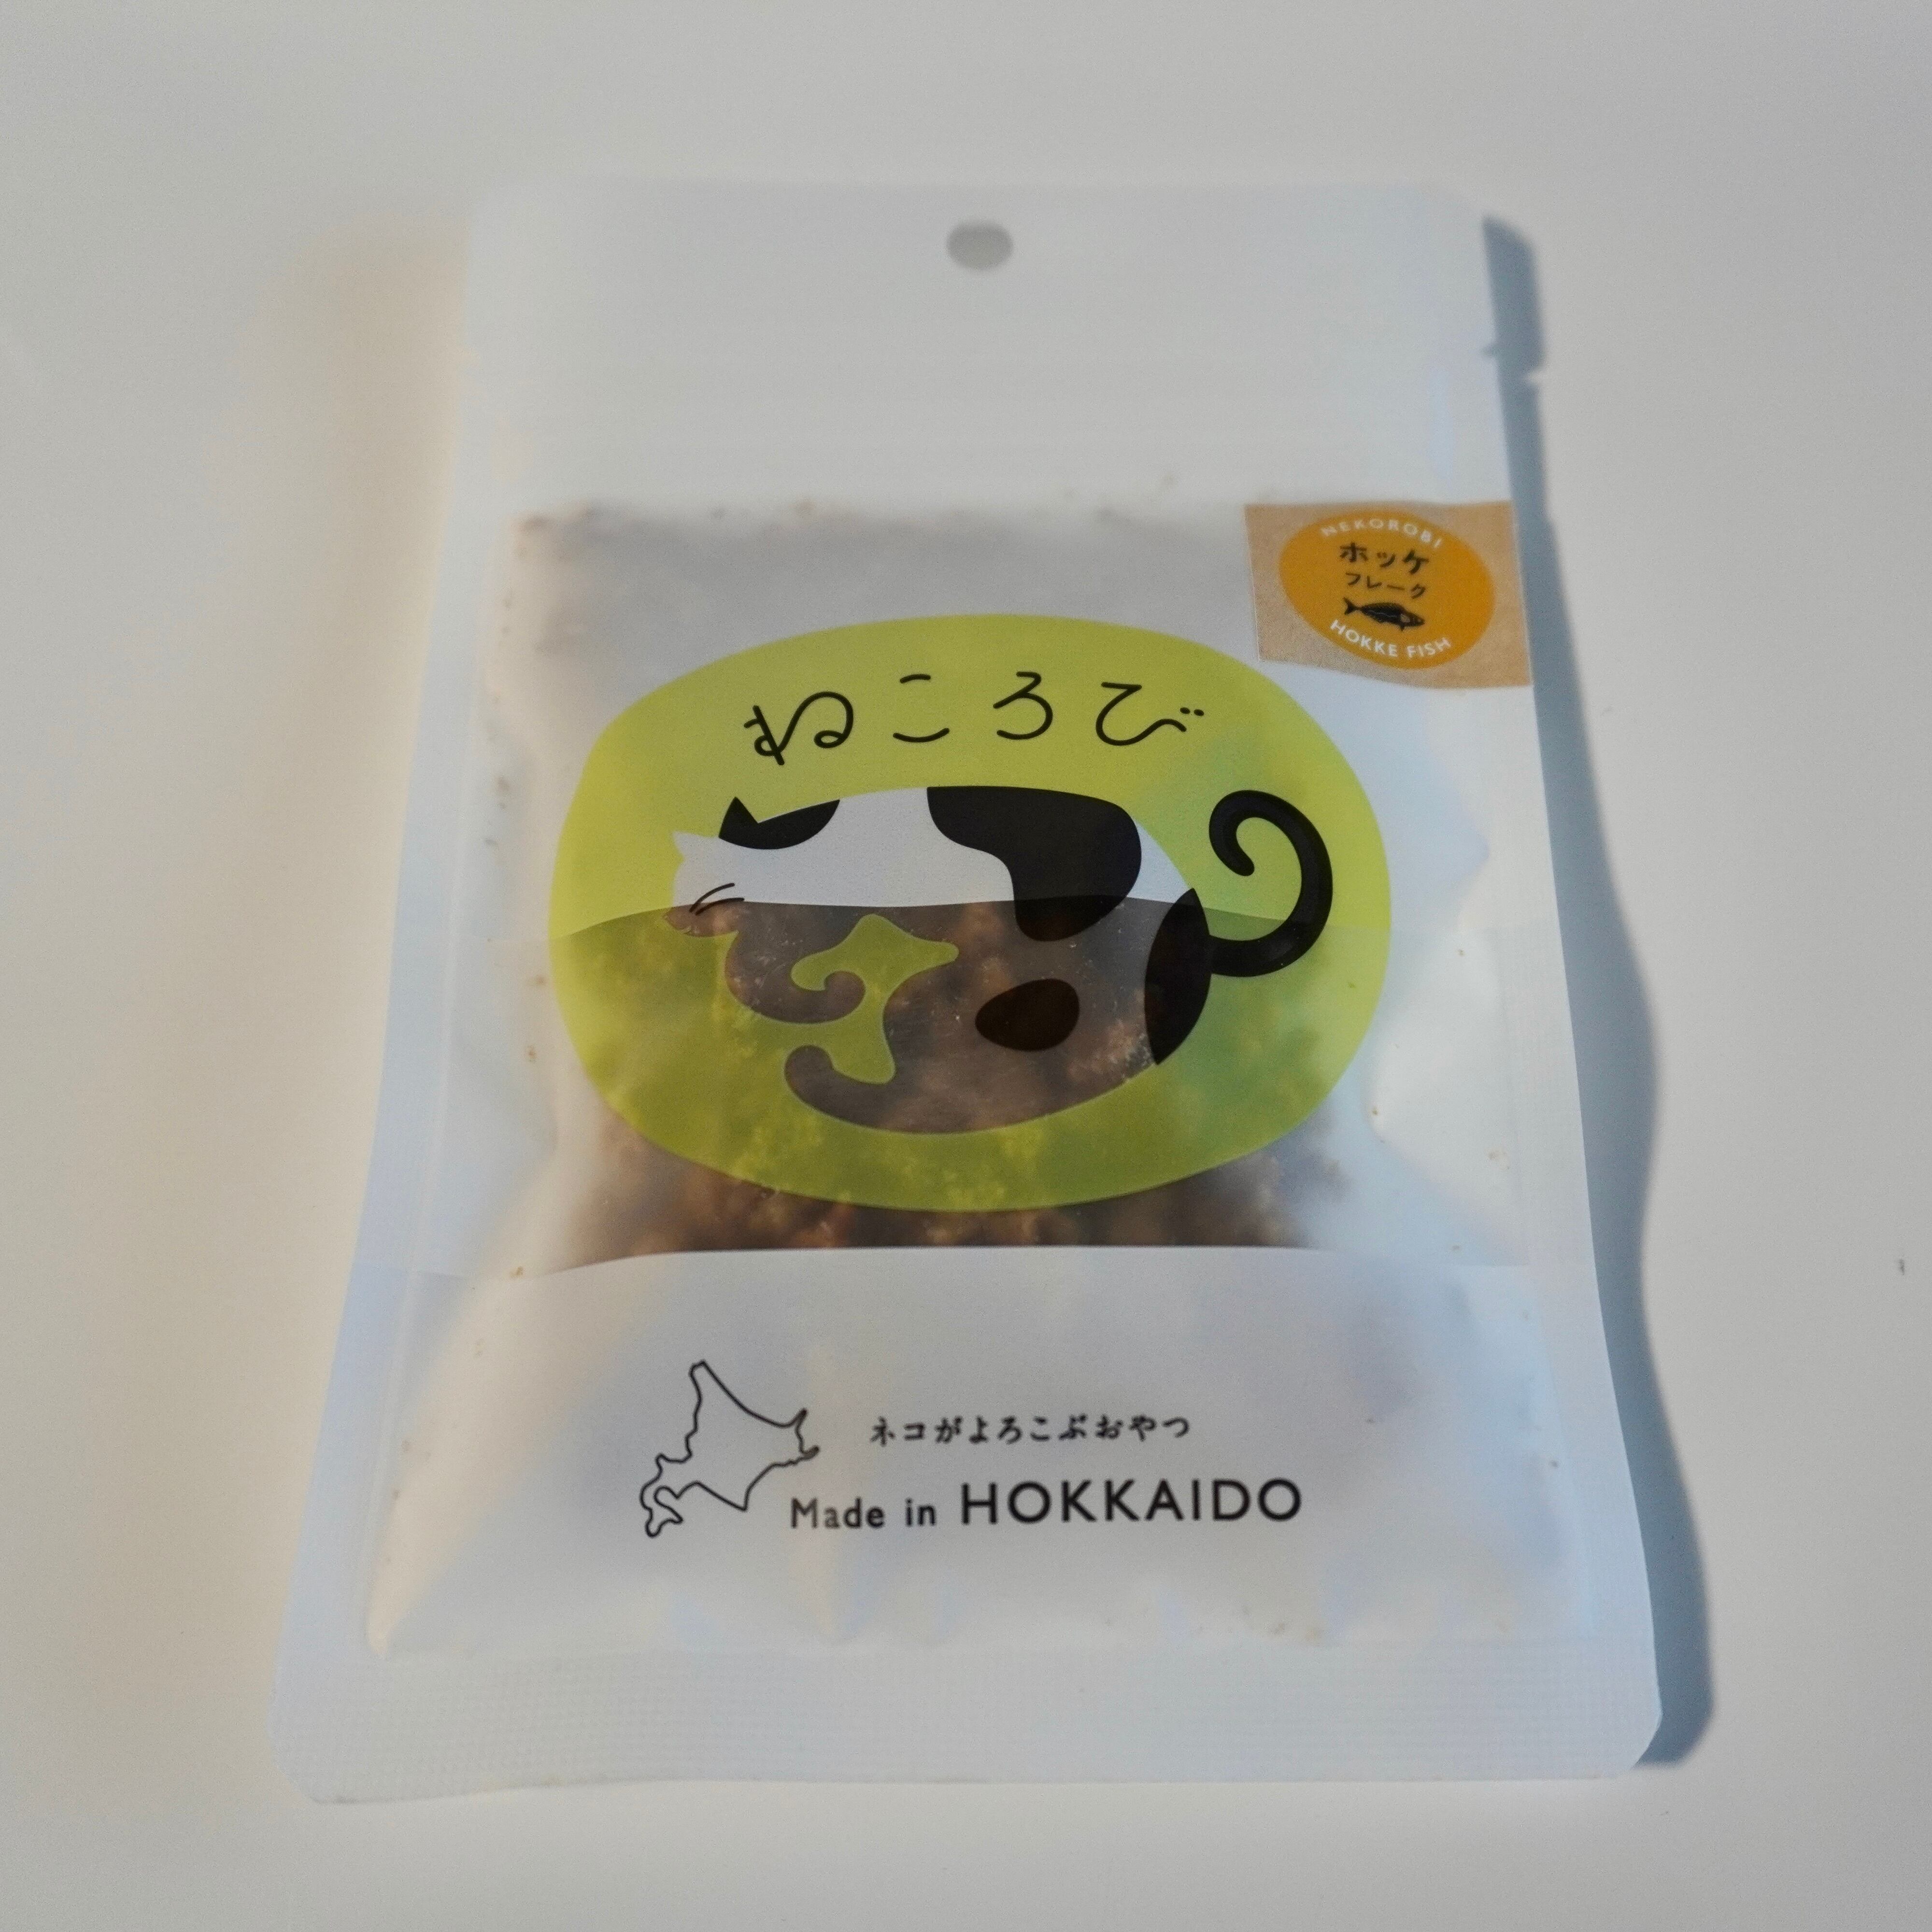 NEKOROBI
ホッケ
フレーク
HOKKE FISH
ねころび
ネコがよろこぶおやつ
Made in HOKKAIDO